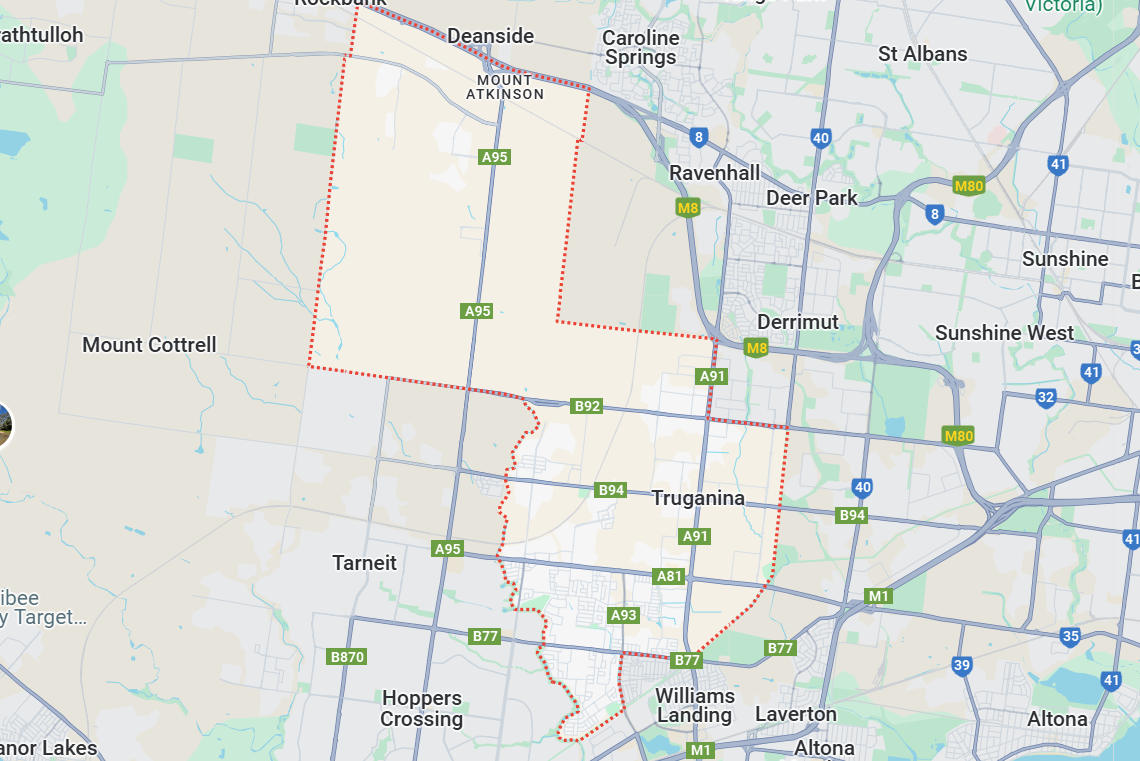 Rockbank
Victoria)
rathtulloh
Deanside
Caroline
Springs
St Albans
MOUNT
ATKINSON
8
40
A95
41
Ravenhall
M80
Deer Park
M8
8
Sunshine
A95
Derrimut
Sunshine West
Mount Cottrell
M8
A91
41
32
B92
M80
B94
Truganina
40
B94
A91
41
A95
Tarneit
A81
M1
ibee
y Target...
A93
B77
35
B870
B77
B77
39
41
Hoppers
Crossing
Williams
Landing
Laverton
Altona
anor Lakes
M1
Altona